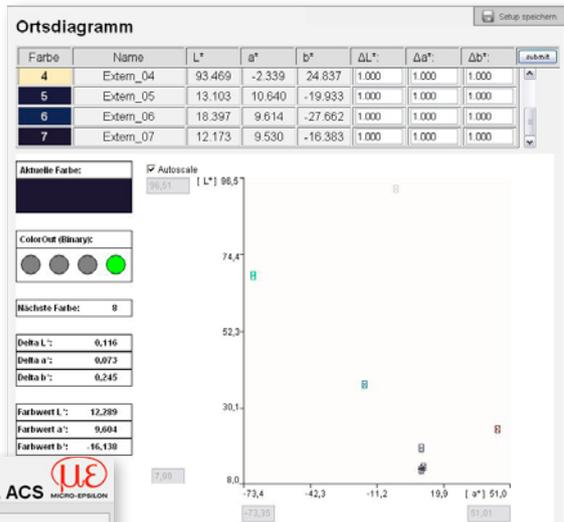 Setup speichern
Ortsdiagramm
Farbe Name L* a* b* ΔL*: Δa*: Δb*: submit
4 Extern_04 93.469 -2.339 24.837 1.000 1.000 1.000
5 Extern_05 13.103 10.640 -19.933 1.000 1.000 1.000
6 Extern_06 18.397 9.614 -27.662 1.000 1.000 1.000
7 Extern_07 12.173 9.530 -16.383 1.000 1.000 1.000
Aktuelle Farbe:
Autoscale
96,51 [ L*] 96,5
ColorOut (Binary):
74,4
Nächste Farbe: 8
52,3
Delta L*: 0,116
Delta a*: 0,073
Delta b*: 0,245
30,1
Farbwert L*: 12,289
Farbwert a*: 9,604
Farbwert b*: -16,138
7,98 8,0
-73,4 -42,3 -11,2 19,9 [ a*] 51,0
-73,35 51,01
ACS µε
MICRO-EPSILON